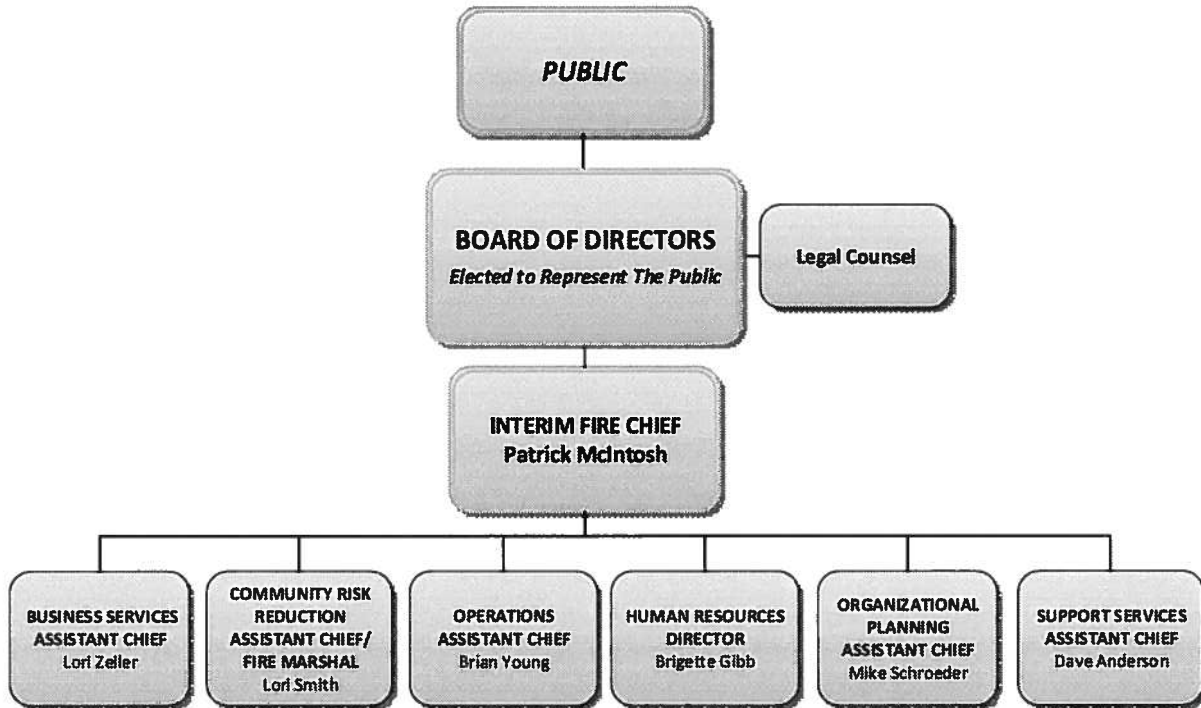 PUBLIC
BOARD OF DIRECTORS
Elected to Represent The Public
Legal Counsel
INTERIM FIRE CHIEF
Patrick McIntosh
BUSINESS SERVICES
ASSISTANT CHIEF
Lori Zeller
COMMUNITY RISK
REDUCTION
ASSISTANT CHIEF/
FIRE MARSHAL
Lori Smith
OPERATIONS
ASSISTANT CHIEF
Brian Young
HUMAN RESOURCES
DIRECTOR
Brigette Gibb
ORGANIZATIONAL
PLANNING
ASSISTANT CHIEF
Mike Schroeder
SUPPORT SERVICES
ASSISTANT CHIEF
Dave Anderson